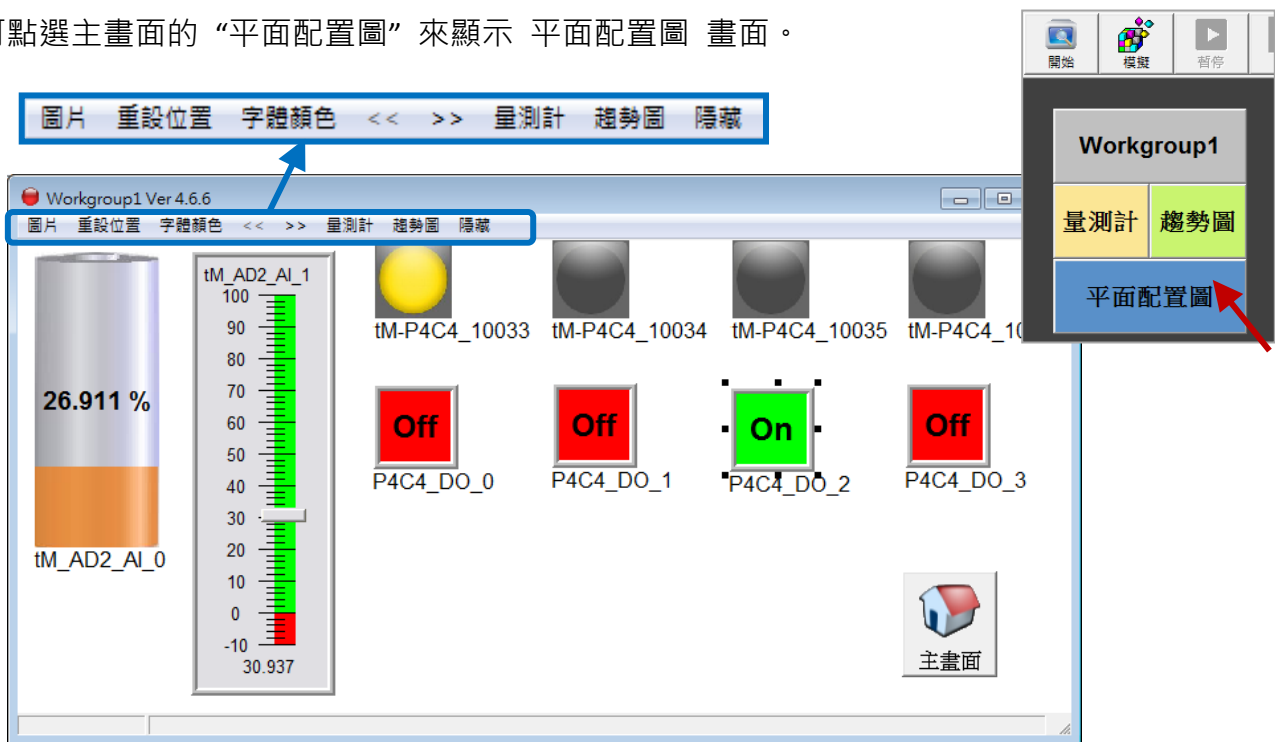 點選主畫面的 “平面配置圖” 來顯示 平面配置圖 畫面。
開始 模擬 暫停
Workgroup1
量測計 趨勢圖
平面配置圖
圖片 重設位置 字體顏色 << >> 量測計 趨勢圖 隱藏
Workgroup1 Ver 4.6.6
圖片 重設位置 字體顏色 << >> 量測計 趨勢圖 隱藏
26.911 %
tM_AD2_AI_0
tM_AD2_AI_1
100
90
80
70
60
50
40
30
20
10
0
-10
30.937
tM-P4C4_10033 tM-P4C4_10034 tM-P4C4_10035 tM-P4C4_10
Off Off On Off
P4C4_DO_0 P4C4_DO_1 P4C4_DO_2 P4C4_DO_3
主畫面